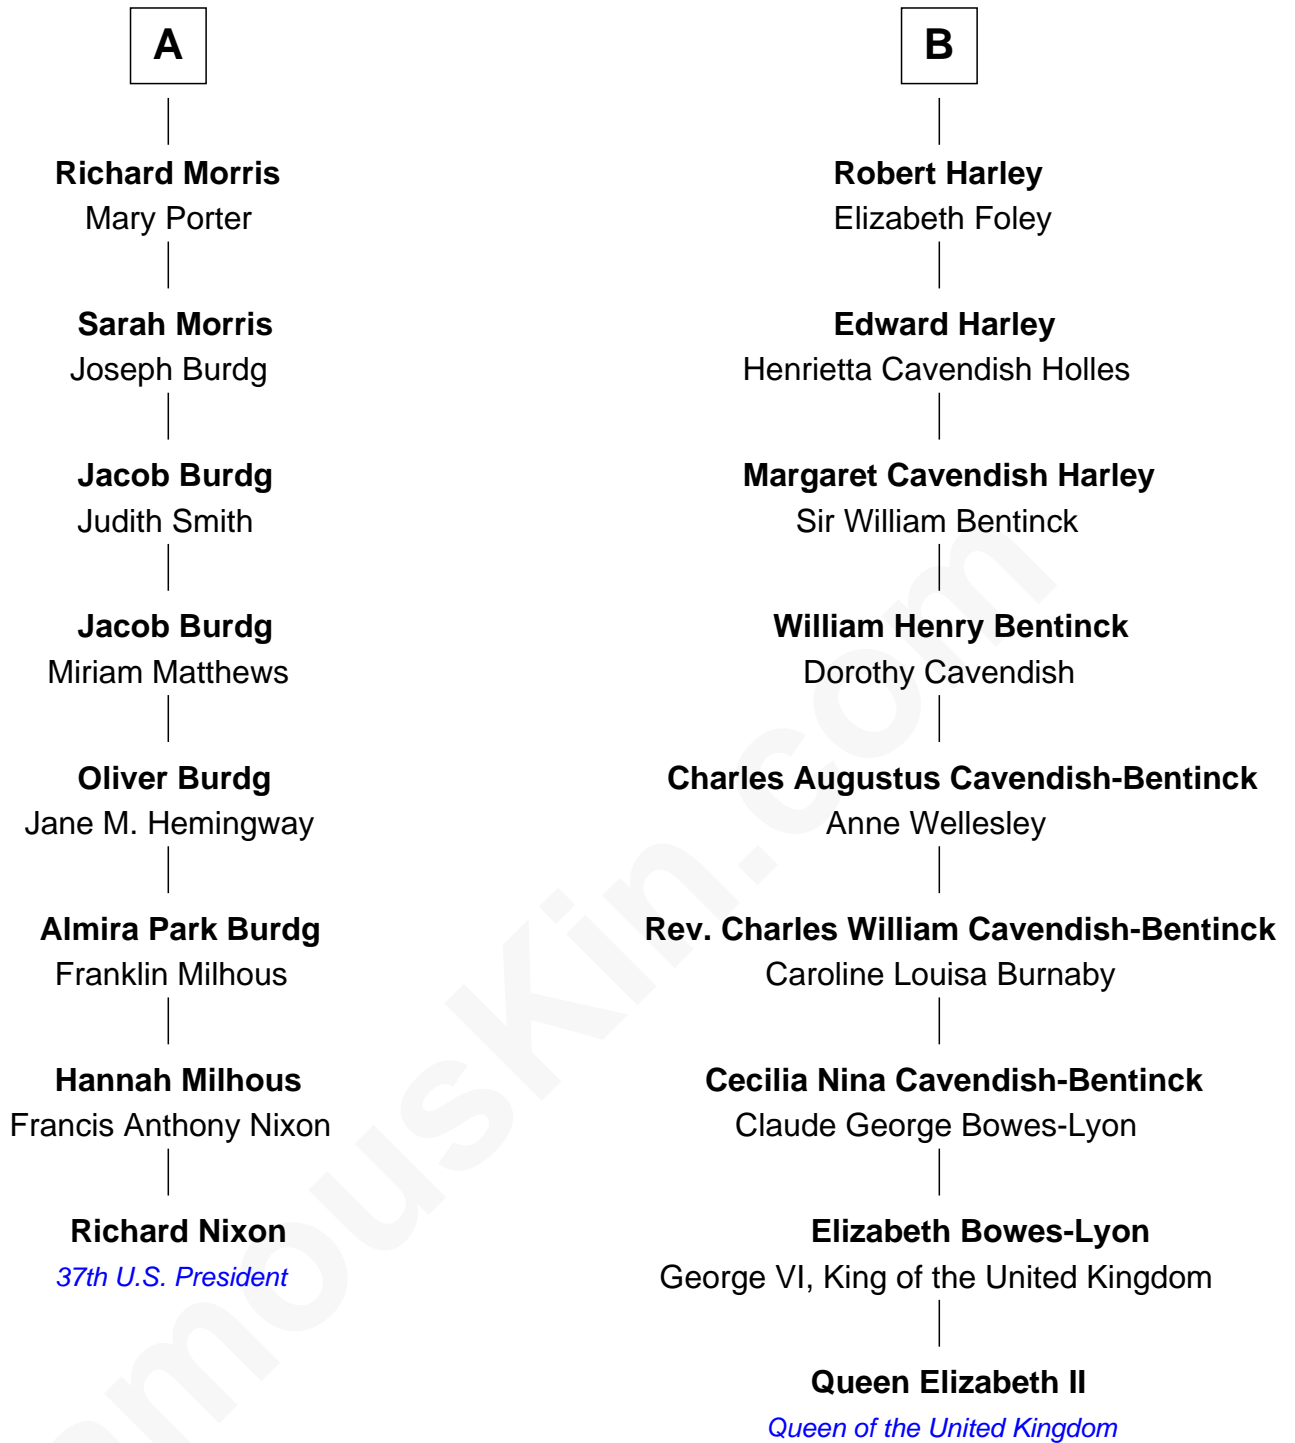 A
Richard Morris
Mary Porter
Sarah Morris
Joseph Burdg
Jacob Burdg
Judith Smith
Jacob Burdg
Miriam Matthews
Oliver Burdg
Jane M. Hemingway
Almira Park Burdg
Franklin Milhous
Hannah Milhous
Francis Anthony Nixon
Richard Nixon
37th U.S. President
B
Robert Harley
Elizabeth Foley
Edward Harley
Henrietta Cavendish Holles
Margaret Cavendish Harley
Sir William Bentinck
William Henry Bentinck
Dorothy Cavendish
Charles Augustus Cavendish-Bentinck
Anne Wellesley
Rev. Charles William Cavendish-Bentinck
Caroline Louisa Burnaby
Cecilia Nina Cavendish-Bentinck
Claude George Bowes-Lyon
Elizabeth Bowes-Lyon
George VI, King of the United Kingdom
Queen Elizabeth II
Queen of the United Kingdom
amousKin.com